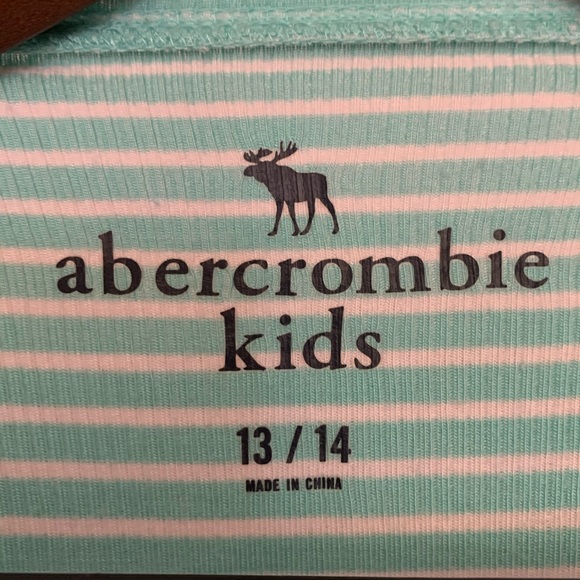 abercrombie
kids
13 / 14
MADE IN CHINA